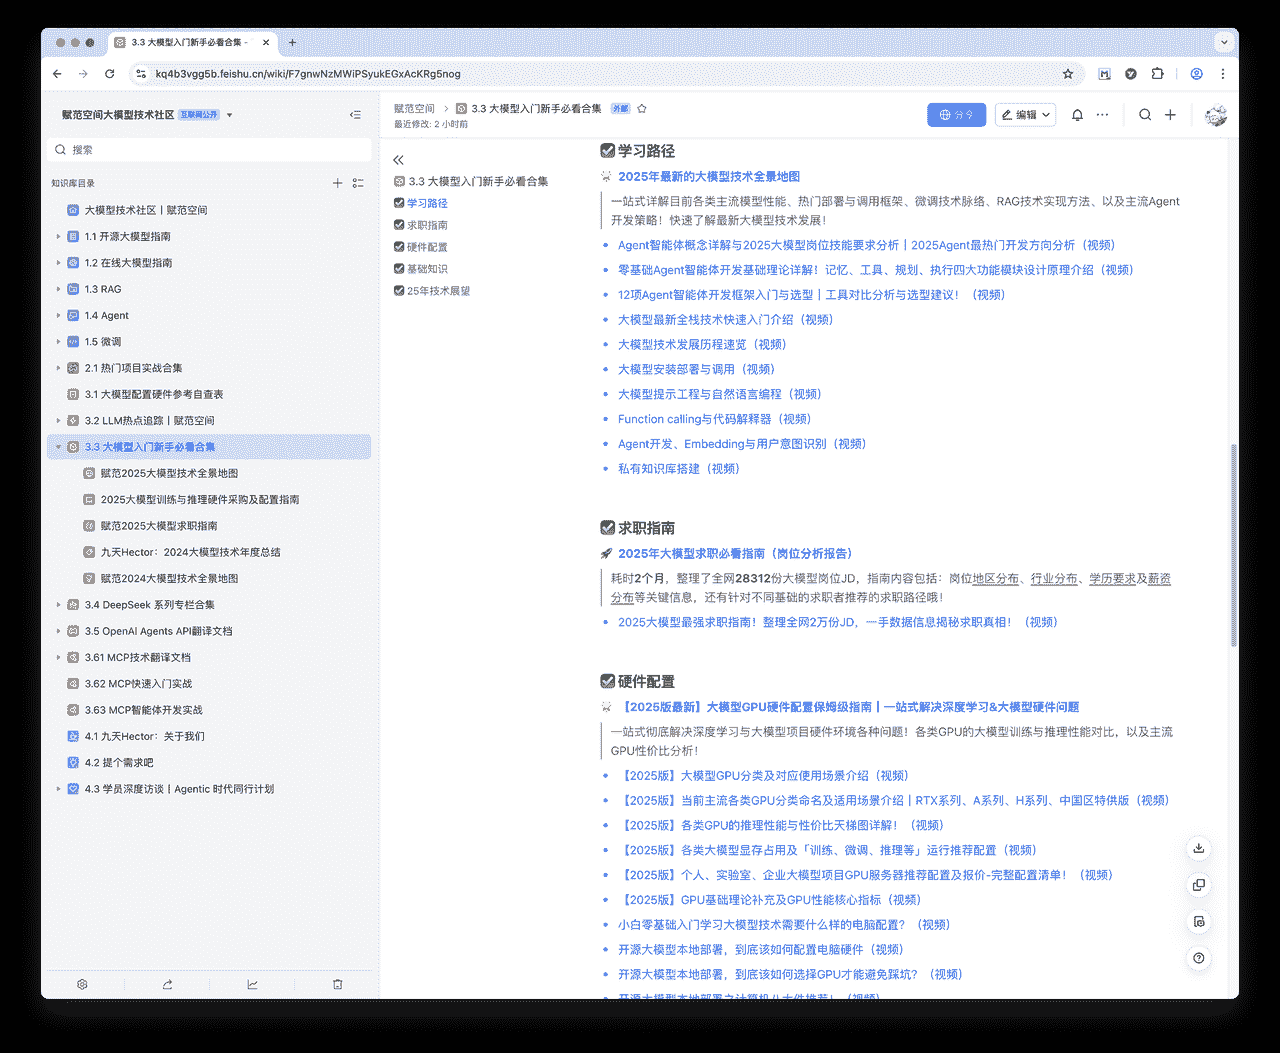 3.3 大模型入门新手必看合集 -
kq4b3vgg5b.feishu.cn/wiki/F7gnwNzMWiPSyukEGxAcKRg5nog
赋范空间大模型技术社区 互联网公开
搜索
知识库目录
大模型技术社区丨赋范空间
1.1 开源大模型指南
1.2 在线大模型指南
1.3 RAG
1.4 Agent
1.5 微调
2.1 热门项目实战合集
3.1 大模型配置硬件参考自查表
3.2 LLM热点追踪丨赋范空间
3.3 大模型入门新手必看合集
赋范2025大模型技术全景地图
2025大模型训练与推理硬件采购及配置指南
赋范2025大模型求职指南
九天Hector：2024大模型技术年度总结
赋范2024大模型技术全景地图
3.4 DeepSeek 系列专栏合集
3.5 OpenAI Agents API翻译文档
3.61 MCP技术翻译文档
3.62 MCP快速入门实战
3.63 MCP智能体开发实战
4.1 九天Hector：关于我们
4.2 提个需求吧
4.3 学员深度访谈丨Agentic 时代同行计划
赋范空间 3.3 大模型入门新手必看合集 外部
最近修改: 2 小时前
分享
编辑
3.3 大模型入门新手必看合集
学习路径
求职指南
硬件配置
基础知识
25年技术展望
学习路径
2025年最新的大模型技术全景地图
一站式详解目前各类主流模型性能、热门部署与调用框架、微调技术脉络、RAG技术实现方法、以及主流Agent
开发策略！快速了解最新大模型技术发展！
Agent智能体概念详解与2025大模型岗位技能要求分析丨2025Agent最热门开发方向分析（视频）
零基础Agent智能体开发基础理论详解！记忆、工具、规划、执行四大功能模块设计原理介绍（视频）
12项Agent智能体开发框架入门与选型丨工具对比分析与选型建议！（视频）
大模型最新全栈技术快速入门介绍（视频）
大模型技术发展历程速览（视频）
大模型安装部署与调用（视频）
大模型提示工程与自然语言编程（视频）
Function calling与代码解释器（视频）
Agent开发、Embedding与用户意图识别（视频）
私有知识库搭建（视频）
求职指南
2025年大模型求职必看指南（岗位分析报告）
耗时2个月，整理了全网28312份大模型岗位JD，指南内容包括：岗位地区分布、行业分布、学历要求及薪资
分布等关键信息，还有针对不同基础的求职者推荐的求职路径哦！
2025大模型最强求职指南！整理全网2万份JD，一手数据信息揭秘求职真相！（视频）
硬件配置
【2025版最新】大模型GPU硬件配置保姆级指南丨一站式解决深度学习&大模型硬件问题
一站式彻底解决深度学习与大模型项目硬件环境各种问题！各类GPU的大模型训练与推理性能对比，以及主流
GPU性价比分析！
【2025版】大模型GPU分类及对应使用场景介绍（视频）
【2025版】当前主流各类GPU分类命名及适用场景介绍丨RTX系列、A系列、H系列、中国区特供版（视频）
【2025版】各类GPU的推理性能与性价比天梯图详解！（视频）
【2025版】各类大模型显存占用及「训练、微调、推理等」运行推荐配置（视频）
【2025版】个人、实验室、企业大模型项目GPU服务器推荐配置及报价-完整配置清单！（视频）
【2025版】GPU基础理论补充及GPU性能核心指标（视频）
小白零基础入门学习大模型技术需要什么样的电脑配置？（视频）
开源大模型本地部署，到底该如何配置电脑硬件（视频）
开源大模型本地部署，到底该如何选择GPU才能避免踩坑？（视频）
开源大模型本地部署之计算机八大件推荐！（视频）